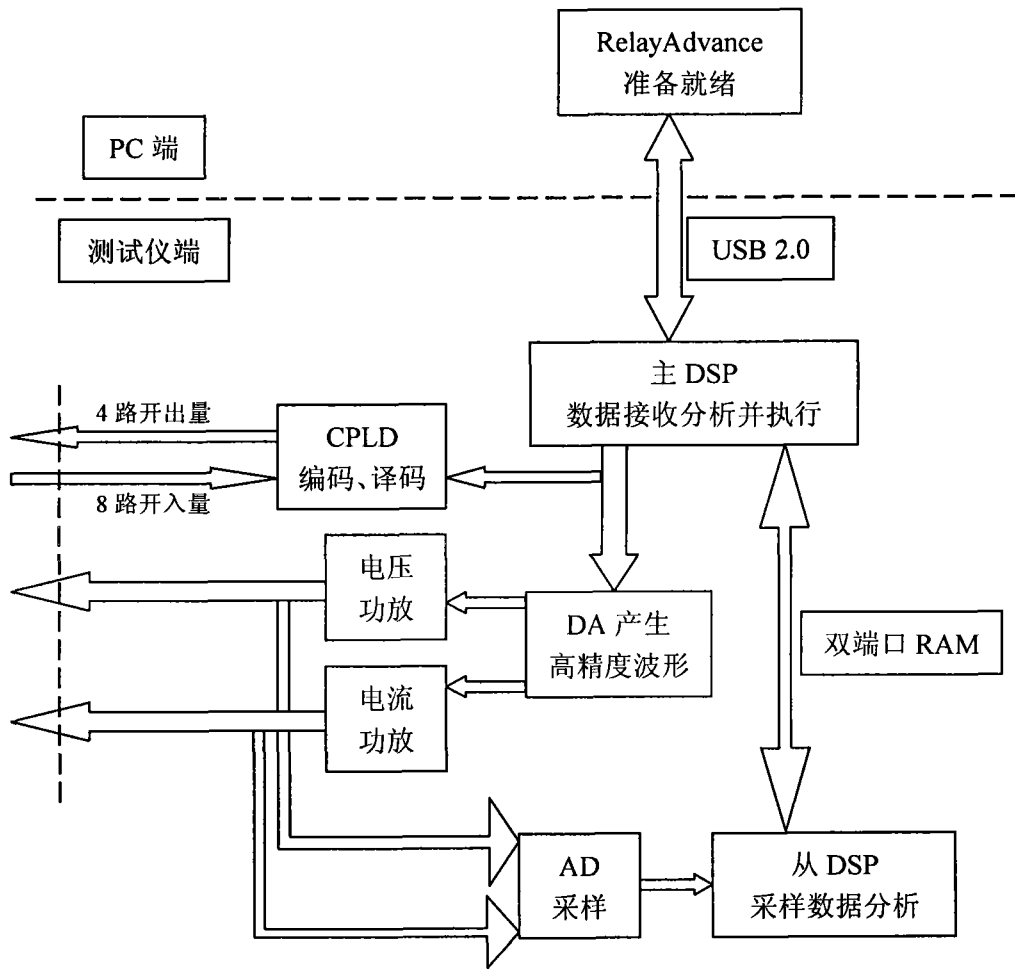 RelayAdvance
准备就绪
PC 端
测试仪端
USB 2.0
主 DSP
数据接收分析并执行
4 路开出量
CPLD
编码、译码
8 路开入量
电压
功放
DA 产生
高精度波形
双端口 RAM
电流
功放
AD
采样
从 DSP
采样数据分析